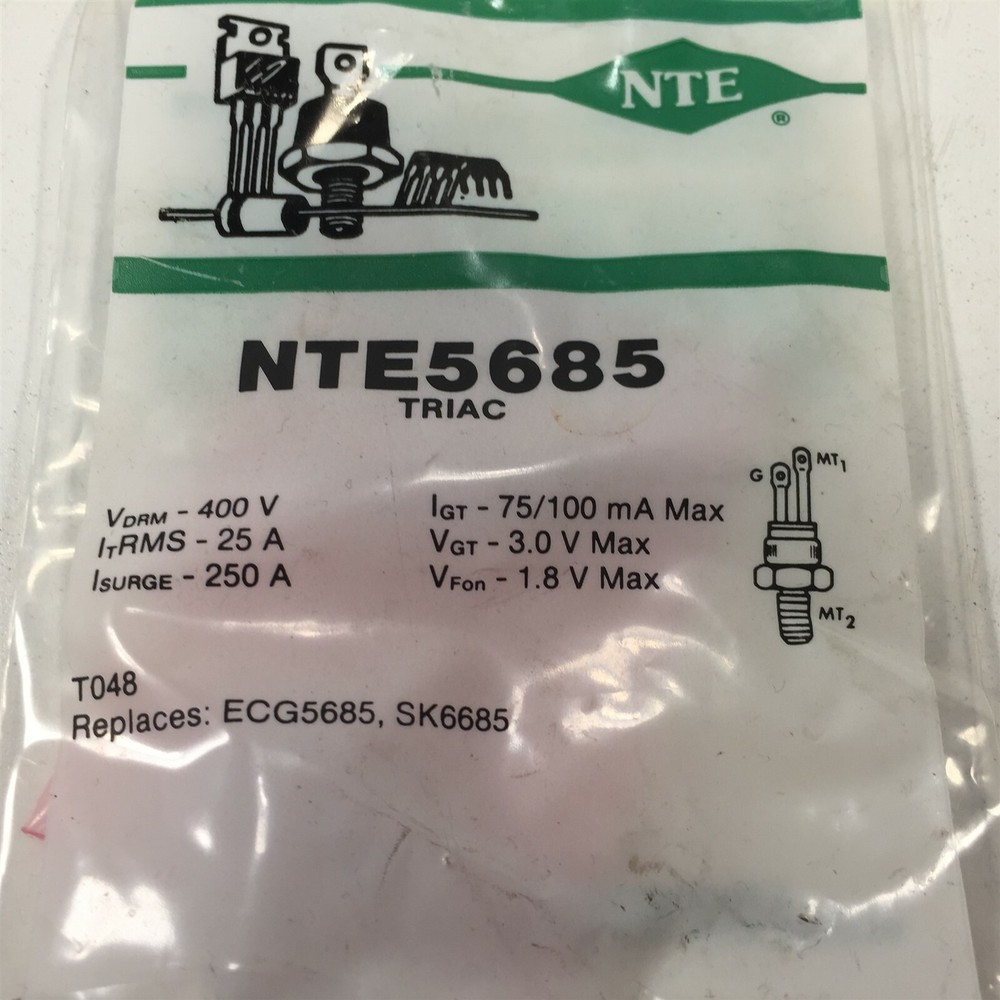 NTE
®
NTE5685
TRIAC
VDRM - 400 V
ITRMS - 25 A
ISURGE - 250 A
IGT - 75/100 mA Max
VGT - 3.0 V Max
VFon - 1.8 V Max
G
MT1
MT2
T048
Replaces: ECG5685, SK6685